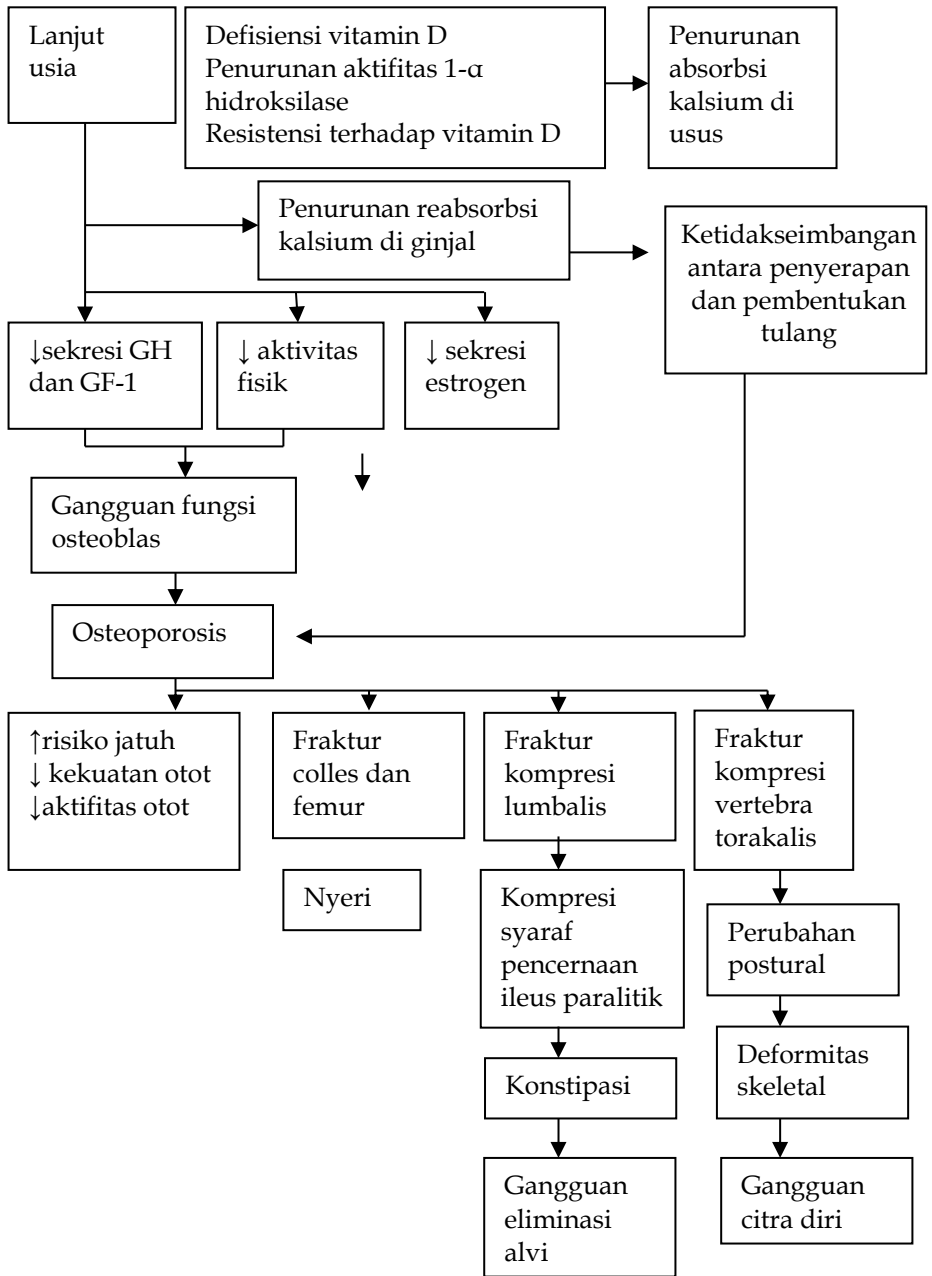 Lanjut
usia
Defisiensi vitamin D
Penurunan aktifitas 1-α
hidroksilase
Resistensi terhadap vitamin D
Penurunan
absorbsi
kalsium di
usus
Penurunan reabsorbsi
kalsium di ginjal
Ketidakseimbangan
antara penyerapan
dan pembentukan
tulang
↓sekresi GH
dan GF-1
↓ aktivitas
fisik
↓ sekresi
estrogen
Gangguan fungsi
osteoblas
Osteoporosis
↑risiko jatuh
↓ kekuatan otot
↓aktifitas otot
Fraktur
colles dan
femur
Fraktur
kompresi
lumbalis
Fraktur
kompresi
vertebra
torakalis
Nyeri
Kompresi
syaraf
pencernaan
ileus paralitik
Perubahan
postural
Konstipasi
Deformitas
skeletal
Gangguan
eliminasi
alvi
Gangguan
citra diri